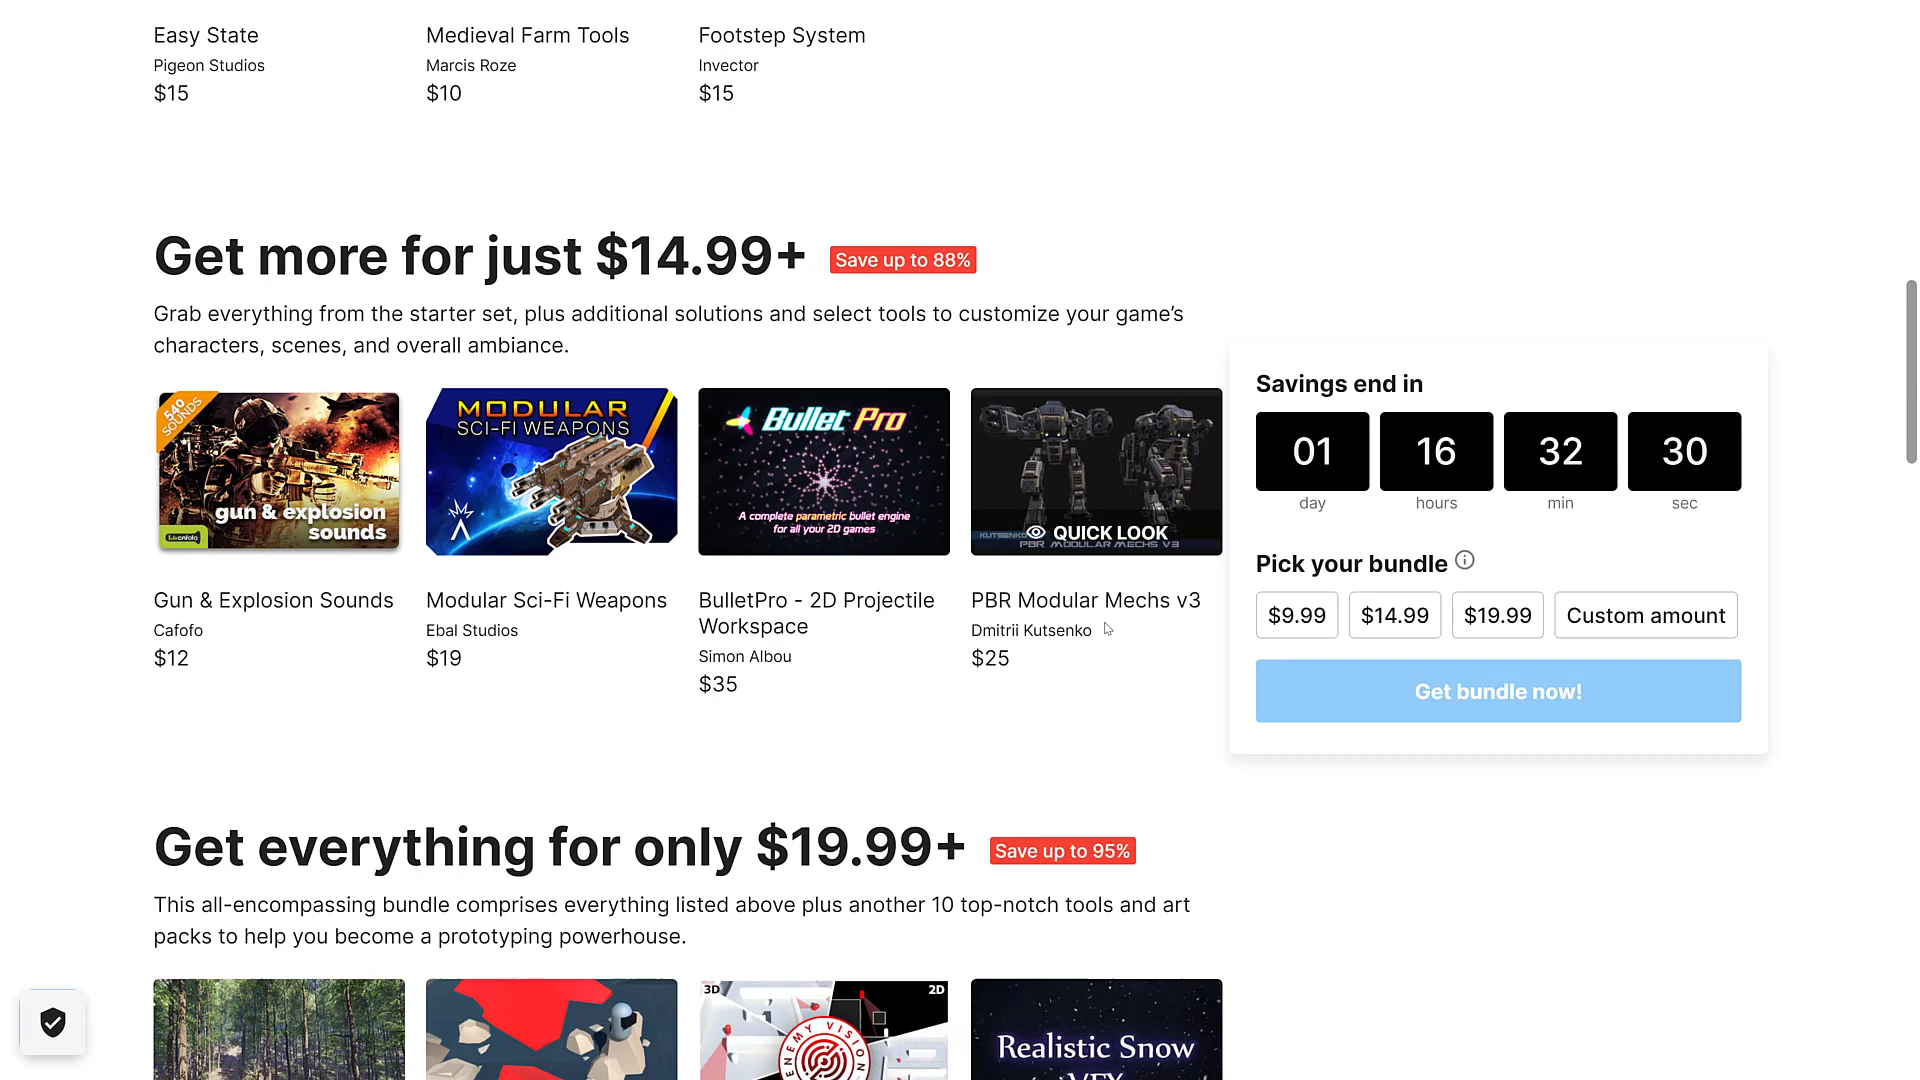 Easy State
Pigeon Studios
$15
Medieval Farm Tools
Marcis Roze
$10
Footstep System
Invector
$15
Get more for just $14.99+
Save up to 88%
Grab everything from the starter set, plus additional solutions and select tools to customize your game’s
characters, scenes, and overall ambiance.
540
SOUNDS
gun & explosion
sounds
cafofo
Gun & Explosion Sounds
Cafofo
$12
MODULAR
SCI-FI WEAPONS
Modular Sci-Fi Weapons
Ebal Studios
$19
Bullet Pro
A complete parametric bullet engine
for all your 2D games
BulletPro - 2D Projectile
Workspace
Simon Albou
$35
QUICK LOOK
KUTSENKO
PBR MODULAR MECHS V3
PBR Modular Mechs v3
Dmitrii Kutsenko
$25
Savings end in
01
day
16
hours
32
min
30
sec
Pick your bundle
$9.99
$14.99
$19.99
Custom amount
Get bundle now!
Get everything for only $19.99+
Save up to 95%
This all-encompassing bundle comprises everything listed above plus another 10 top-notch tools and art
packs to help you become a prototyping powerhouse.
3D
2D
ENEMY VISION
Realistic Snow
VFX